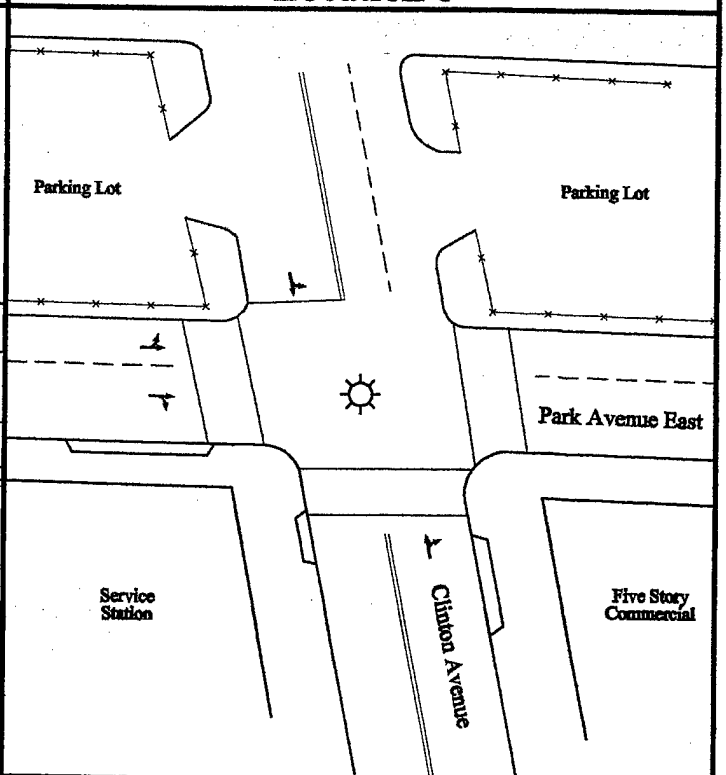 Parking Lot
Parking Lot
Park Avenue East
Service
Station
Clinton Avenue
Five Story
Commercial